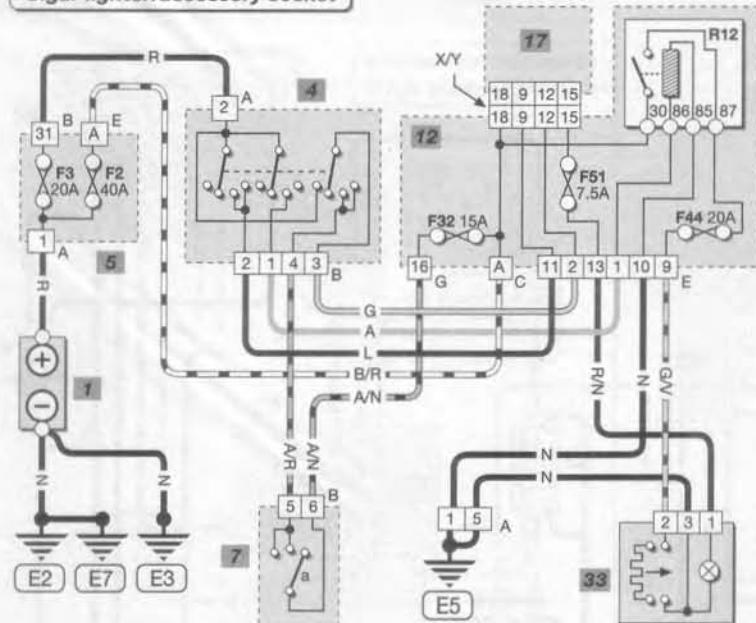 Cigar lighter/accessory socket
R
X/Y
17
R12
18 9 12 15
18 9 12 15
30 86 85 87
2 A
4
31 B
A E
F3
20A
F2
40A
12
F51
7.5A
F32 15A
F44 20A
1
A
5
2 1 4 3 B
16 G
A C
11 2 13 1 10 9 E
R
G
A
L
B/R
A/N
R/N
N
G/V
+
−
1
N
N
A/R
A/N
N
N
5 6 B
7
a
1 5 A
2 3 1
33
E2
E7
E3
E5